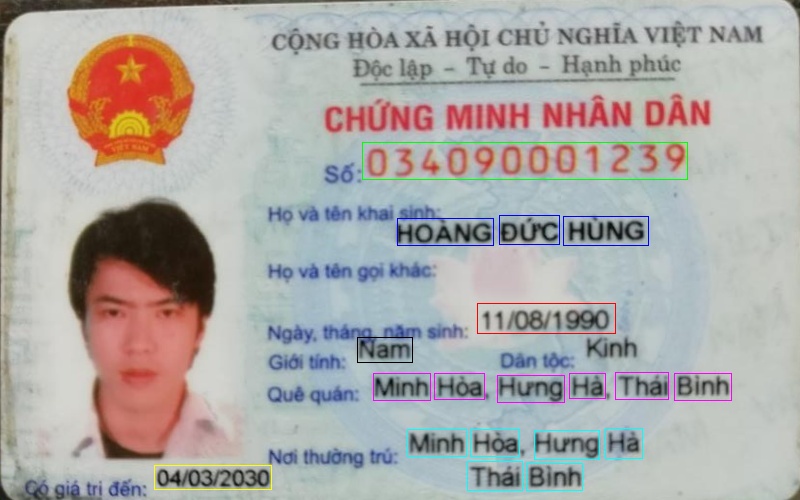 CỘNG HÒA XÃ HỘI CHỦ NGHĨA VIỆT NAM
Độc lập - Tự do - Hạnh phúc
CHỨNG MINH NHÂN DÂN
Số: 034090001239
Họ và tên khai sinh:
HOÀNG ĐỨC HÙNG
Họ và tên gọi khác:
Ngày, tháng, năm sinh: 11/08/1990
Giới tính: Nam Dân tộc: Kinh
Quê quán: Minh Hòa, Hưng Hà, Thái Bình
Nơi thường trú: Minh Hòa, Hưng Hà
Thái Bình
Có giá trị đến: 04/03/2030
VIỆT NAM